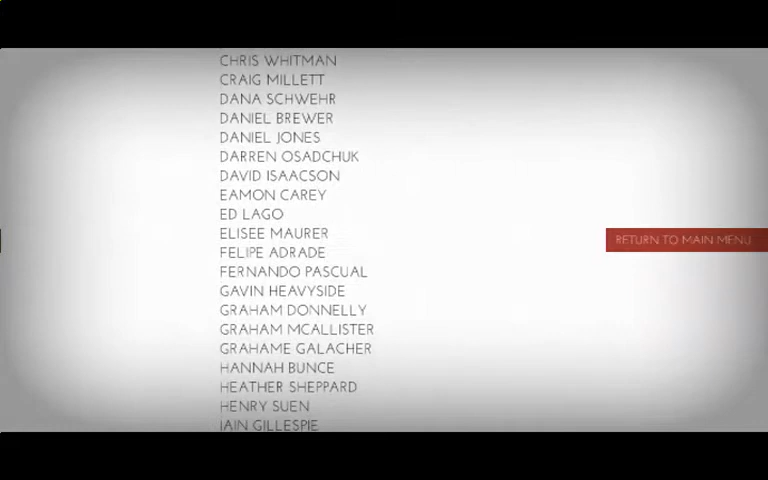 CHRIS WHITMAN
CRAIG MILLETT
DANA SCHWEHR
DANIEL BREWER
DANIEL JONES
DARREN OSADCHUK
DAVID ISAACSON
EAMON CAREY
ED LAGO
ELISEE MAURER
FELIPE ADRADE
RETURN TO MAIN MENU
FERNANDO PASCUAL
GAVIN HEAVYSIDE
GRAHAM DONNELLY
GRAHAM MCALLISTER
GRAHAME GALACHER
HANNAH BUNCE
HEATHER SHEPPARD
HENRY SUEN
IAIN GILLESPIE